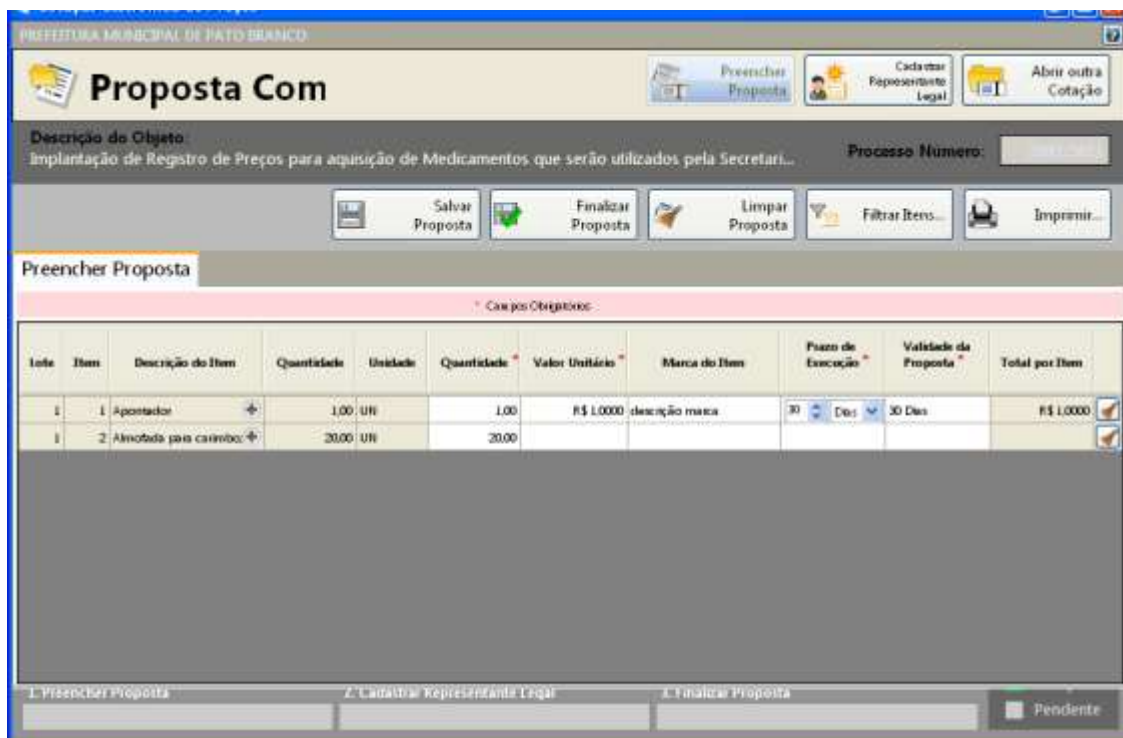 PREFEITURA MUNICIPAL DE PATO BRANCO
Proposta Com
Preencher
Proposta
Cadastrar
Representante
Legal
Abrir outra
Cotação
Descrição do Objeto:
Implantação de Registro de Preços para aquisição de Medicamentos que serão utilizados pela Secretari...
Processo Número:
Salvar
Proposta
Finalizar
Proposta
Limpar
Proposta
Filtrar Itens...
Imprimir...
Preencher Proposta
* Campos Obrigatórios
Lote Item Descrição do Item Quantidade Unidade Quantidade * Valor Unitário * Marca do Item Prazo de Execução * Validade da Proposta * Total por Item
1 1 Apontador 1,00 UN 1,00 R$ 1,0000 descrição marca 30 Dias 30 Dias R$ 1,0000
1 2 Almofada para carimbo: 20,00 UN 20,00
1. Preencher Proposta 2. Cadastrar Representante Legal 3. Finalizar Proposta
Pendente